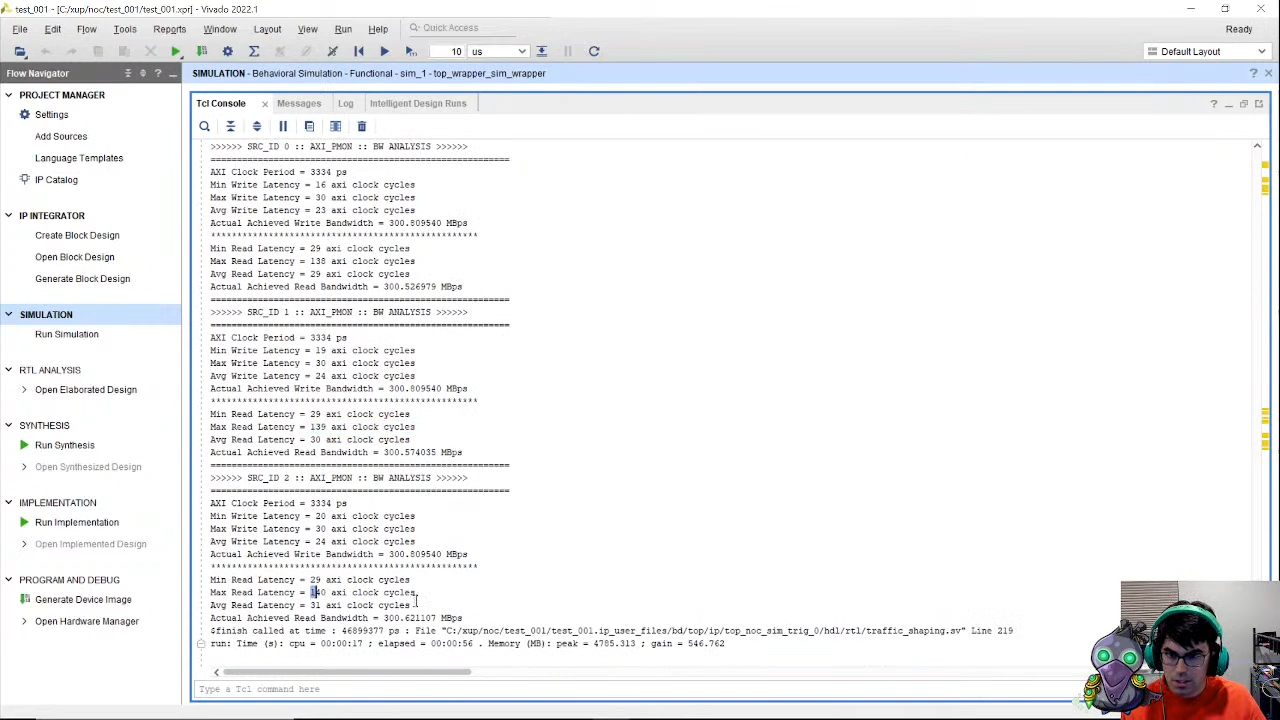 test_001 - [C:/xup/noc/test_001/test_001.xpr] - Vivado 2022.1
File Edit Flow Tools Reports Window Layout View Run Help Quick Access Ready
10 us Default Layout
Flow Navigator
SIMULATION - Behavioral Simulation - Functional - sim_1 - top_wrapper_sim_wrapper
PROJECT MANAGER
Settings
Add Sources
Language Templates
IP Catalog
IP INTEGRATOR
Create Block Design
Open Block Design
Generate Block Design
SIMULATION
Run Simulation
RTL ANALYSIS
Open Elaborated Design
SYNTHESIS
Run Synthesis
Open Synthesized Design
IMPLEMENTATION
Run Implementation
Open Implemented Design
PROGRAM AND DEBUG
Generate Device Image
Open Hardware Manager
Tcl Console Messages Log Intelligent Design Runs
>>>>>> SRC_ID 0 :: AXI_PMON :: BW ANALYSIS >>>>>>
===================================================
AXI Clock Period = 3334 ps
Min Write Latency = 16 axi clock cycles
Max Write Latency = 30 axi clock cycles
Avg Write Latency = 23 axi clock cycles
Actual Achieved Write Bandwidth = 300.809540 MBps
***************************************************
Min Read Latency = 29 axi clock cycles
Max Read Latency = 138 axi clock cycles
Avg Read Latency = 29 axi clock cycles
Actual Achieved Read Bandwidth = 300.526979 MBps
===================================================
>>>>>> SRC_ID 1 :: AXI_PMON :: BW ANALYSIS >>>>>>
===================================================
AXI Clock Period = 3334 ps
Min Write Latency = 19 axi clock cycles
Max Write Latency = 30 axi clock cycles
Avg Write Latency = 24 axi clock cycles
Actual Achieved Write Bandwidth = 300.809540 MBps
***************************************************
Min Read Latency = 29 axi clock cycles
Max Read Latency = 139 axi clock cycles
Avg Read Latency = 30 axi clock cycles
Actual Achieved Read Bandwidth = 300.574035 MBps
===================================================
>>>>>> SRC_ID 2 :: AXI_PMON :: BW ANALYSIS >>>>>>
===================================================
AXI Clock Period = 3334 ps
Min Write Latency = 20 axi clock cycles
Max Write Latency = 30 axi clock cycles
Avg Write Latency = 24 axi clock cycles
Actual Achieved Write Bandwidth = 300.809540 MBps
***************************************************
Min Read Latency = 29 axi clock cycles
Max Read Latency = 140 axi clock cycles
Avg Read Latency = 31 axi clock cycles
Actual Achieved Read Bandwidth = 300.621107 MBps
$finish called at time : 46899377 ps : File "C:/xup/noc/test_001/test_001.ip_user_files/bd/top/ip/top_noc_sim_trig_0/hdl/rtl/traffic_shaping.sv" Line 219
run: Time (s): cpu = 00:00:17 ; elapsed = 00:00:56 . Memory (MB): peak = 4785.313 ; gain = 546.762
Type a Tcl command here